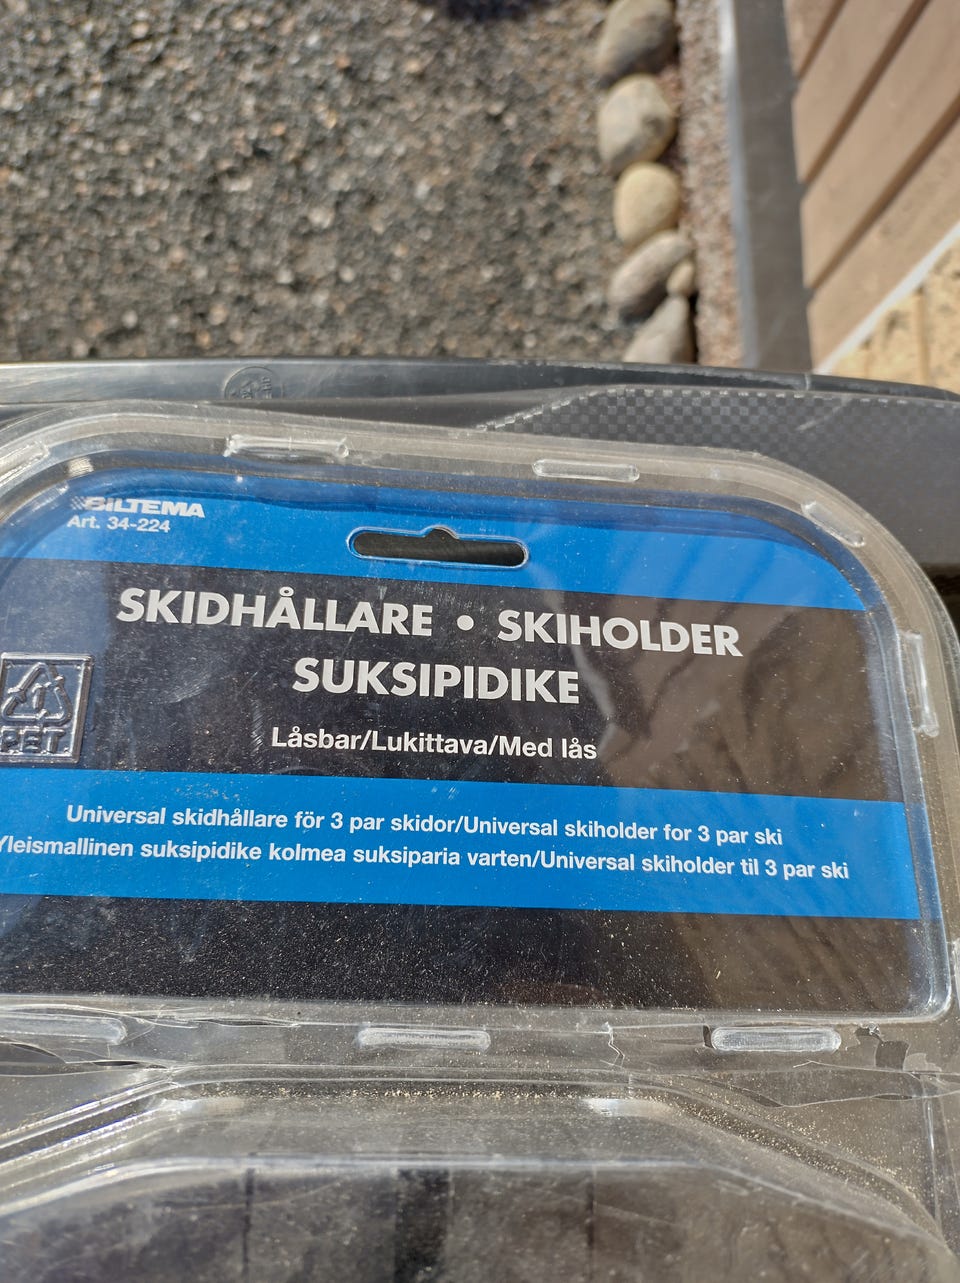 BILTEMA
Art. 34-224
SKIDHÅLLARE • SKIHOLDER
SUKSIPIDIKE
Låsbar/Lukittava/Med lås
Universal skidhållare för 3 par skidor/Universal skiholder for 3 par ski
Yleismallinen suksipidike kolmea suksiparia varten/Universal skiholder til 3 par ski
1
PET